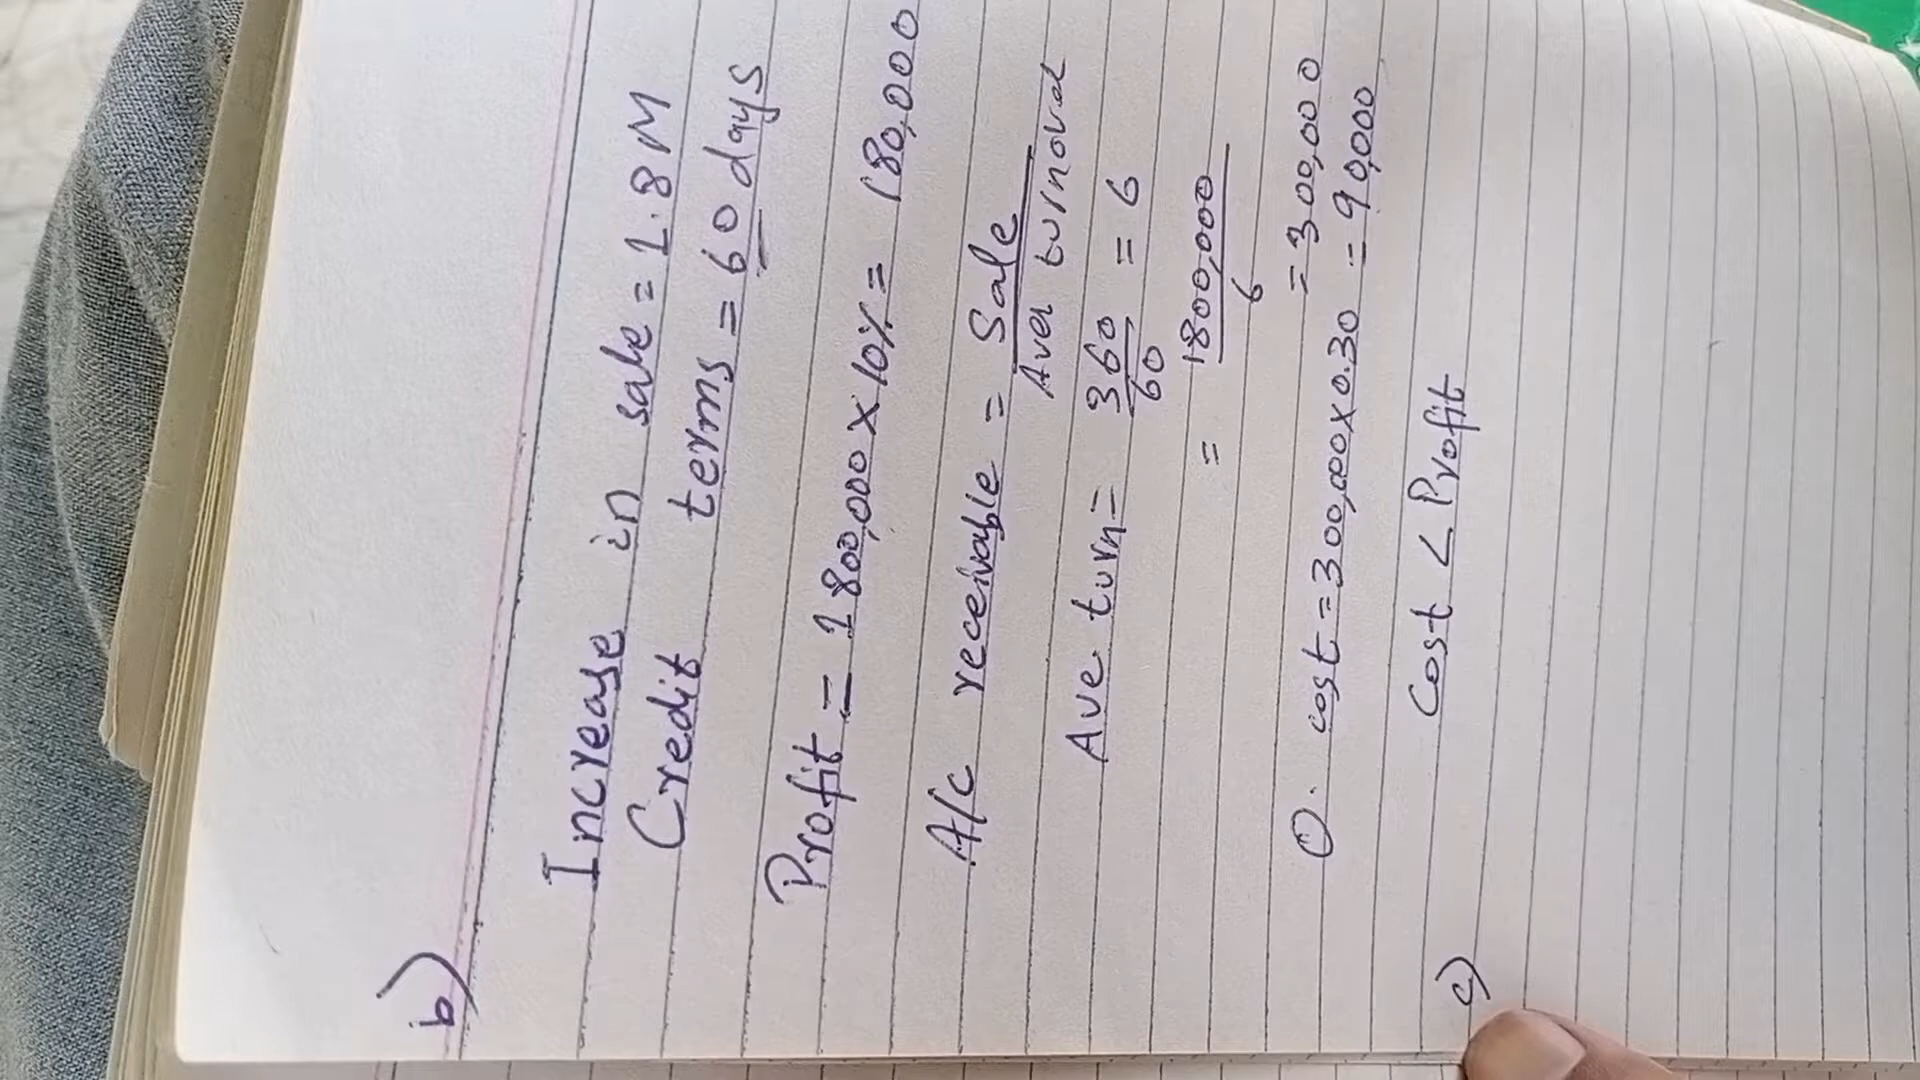 b)
Increase in sale = 1.8M
Credit terms = 60 days
Profit = 1800,000 x 10% = 180,000
A/c receivable = Sale
Aver turnover
Ave turn = 360 = 6
60
= 1800,000
6
= 300,000
O. cost = 300,000 x 0.30 = 90,000
Cost < Profit
c)